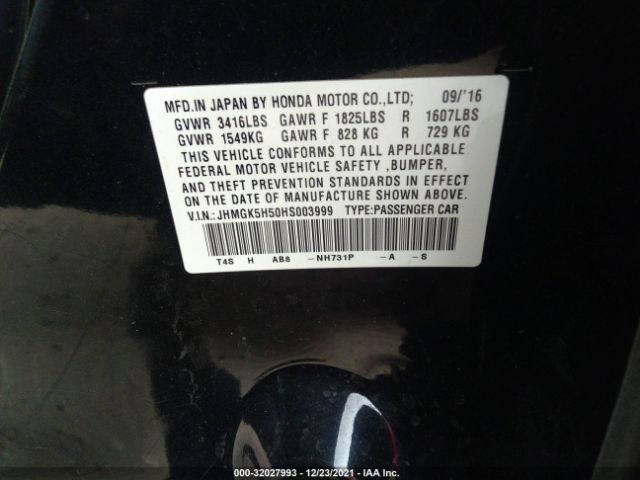 MFD.IN JAPAN BY HONDA MOTOR CO.,LTD; 09/'16
GVWR 3416LBS GAWR F 1825LBS R 1607LBS
GVWR 1549KG GAWR F 828 KG R 729 KG
THIS VEHICLE CONFORMS TO ALL APPLICABLE
FEDERAL MOTOR VEHICLE SAFETY ,BUMPER,
AND THEFT PREVENTION STANDARDS IN EFFECT
ON THE DATE OF MANUFACTURE SHOWN ABOVE.
V.I.N.:JHMGK5H50HS003999 TYPE:PASSENGER CAR
T4S H AB8 -NH731P -A -S
000-32027993 - 12/23/2021 - IAA Inc.